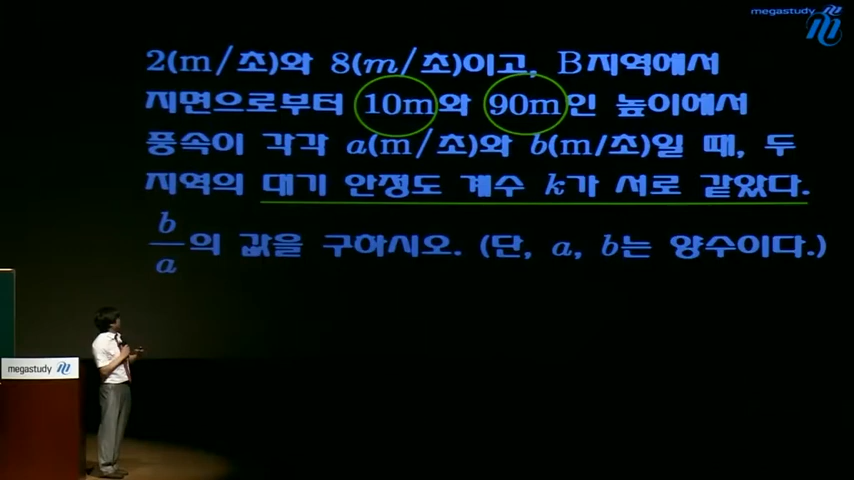 megastudy
2(m/초)와 8(m/초)이고, B지역에서
지면으로부터 10m와 90m인 높이에서
풍속이 각각 a(m/초)와 b(m/초)일 때, 두
지역의 대기 안정도 계수 k가 서로 같았다.
b/a의 값을 구하시오. (단, a, b는 양수이다.)
megastudy